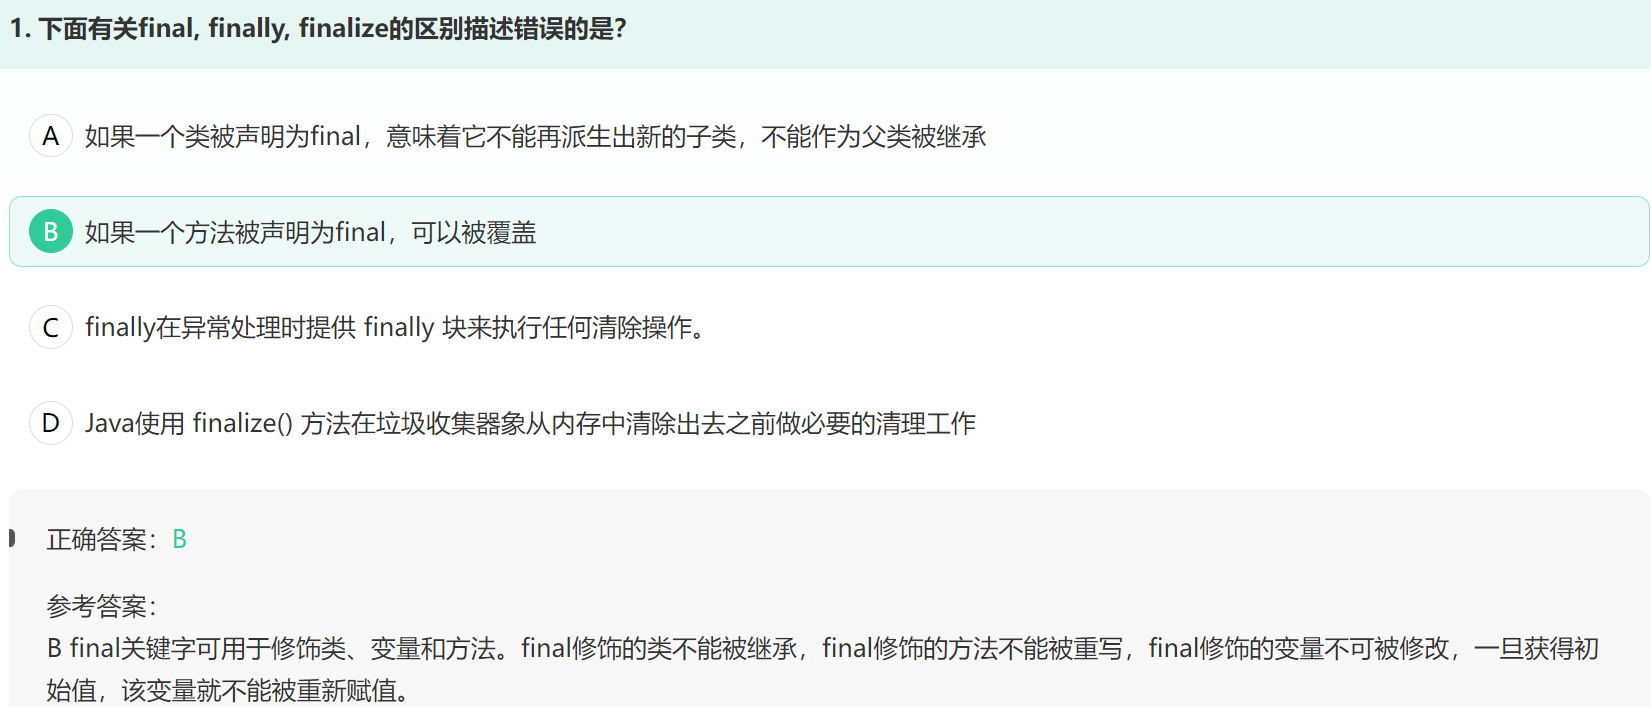 1. 下面有关final, finally, finalize的区别描述错误的是?
A 如果一个类被声明为final，意味着它不能再派生出新的子类，不能作为父类被继承
B 如果一个方法被声明为final，可以被覆盖
C finally在异常处理时提供 finally 块来执行任何清除操作。
D Java使用 finalize() 方法在垃圾收集器象从内存中清除出去之前做必要的清理工作
正确答案：B
参考答案：
B final关键字可用于修饰类、变量和方法。final修饰的类不能被继承，final修饰的方法不能被重写，final修饰的变量不可被修改，一旦获得初
始值，该变量就不能被重新赋值。